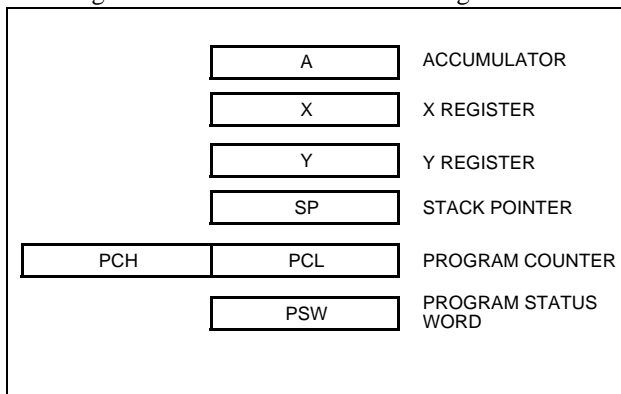 A ACCUMULATOR
X X REGISTER
Y Y REGISTER
SP STACK POINTER
PCH PCL PROGRAM COUNTER
PSW PROGRAM STATUS
WORD